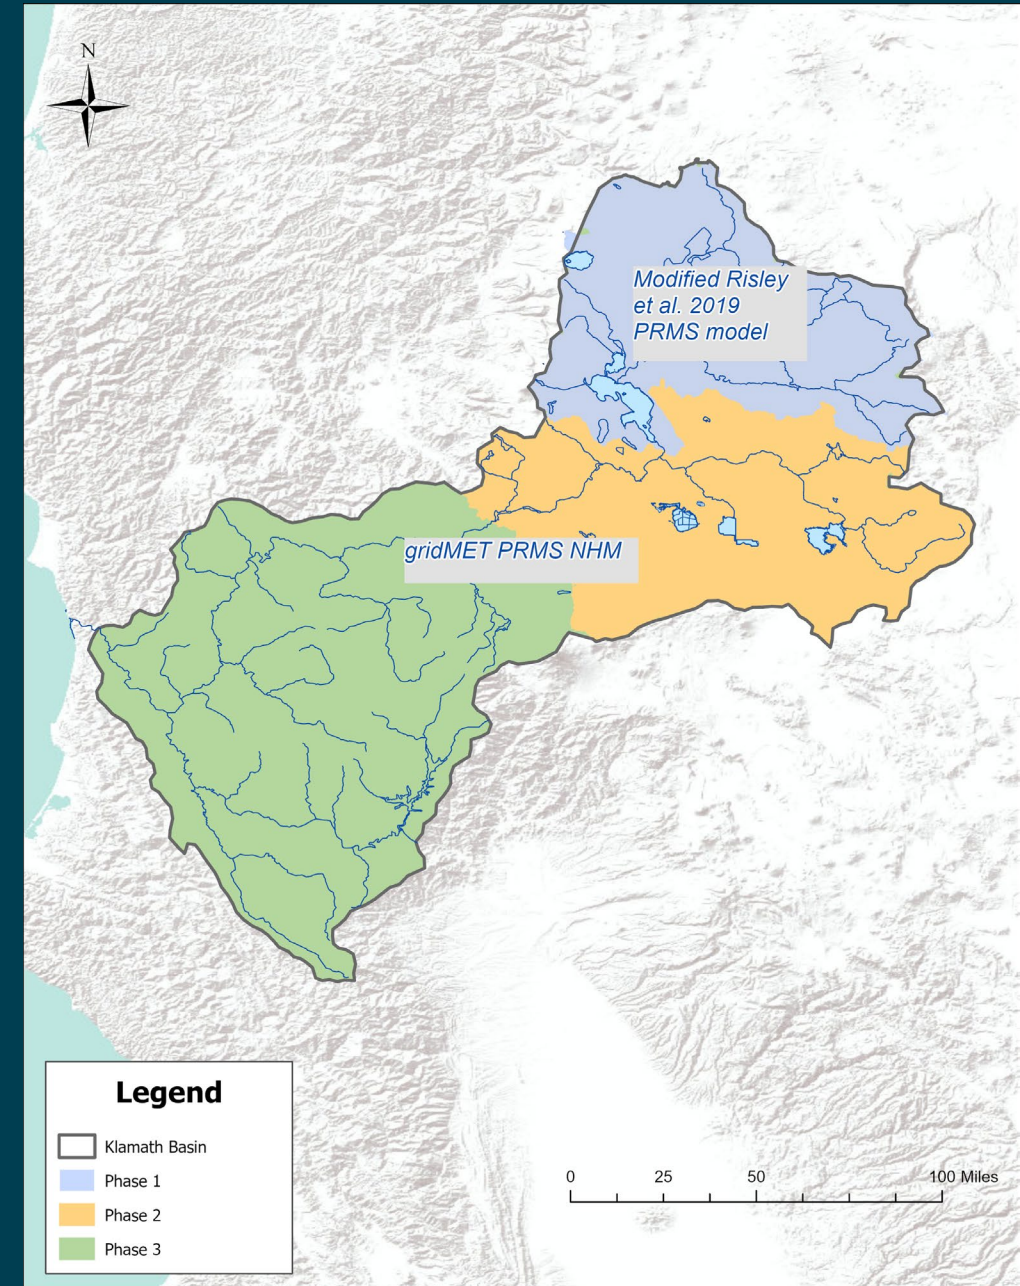 N
Modified Risley
et al. 2019
PRMS model
gridMET PRMS NHM
Legend
Klamath Basin
Phase 1
Phase 2
Phase 3
0 25 50 100 Miles